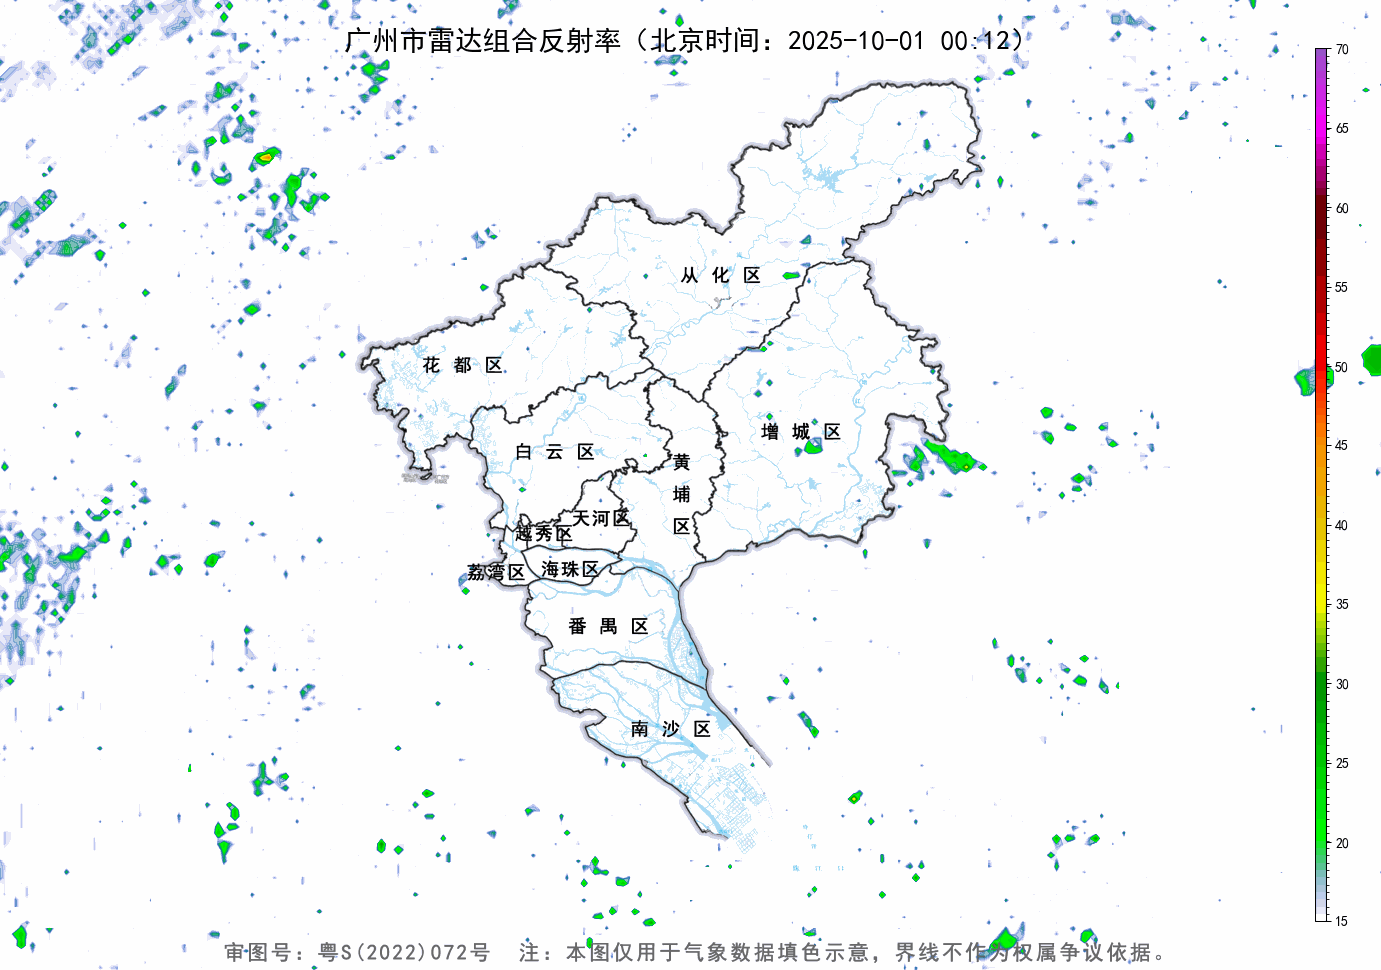 广州市雷达组合反射率（北京时间：2025-10-01 00:12）
70
65
60
55
50
45
40
35
30
25
20
15
从化区
花都区
增城区
白云区
黄埔区
天河区
越秀区
荔湾区
海珠区
番禺区
南沙区
审图号：粤S(2022)072号 注：本图仅用于气象数据填色示意，界线不作为权属争议依据。